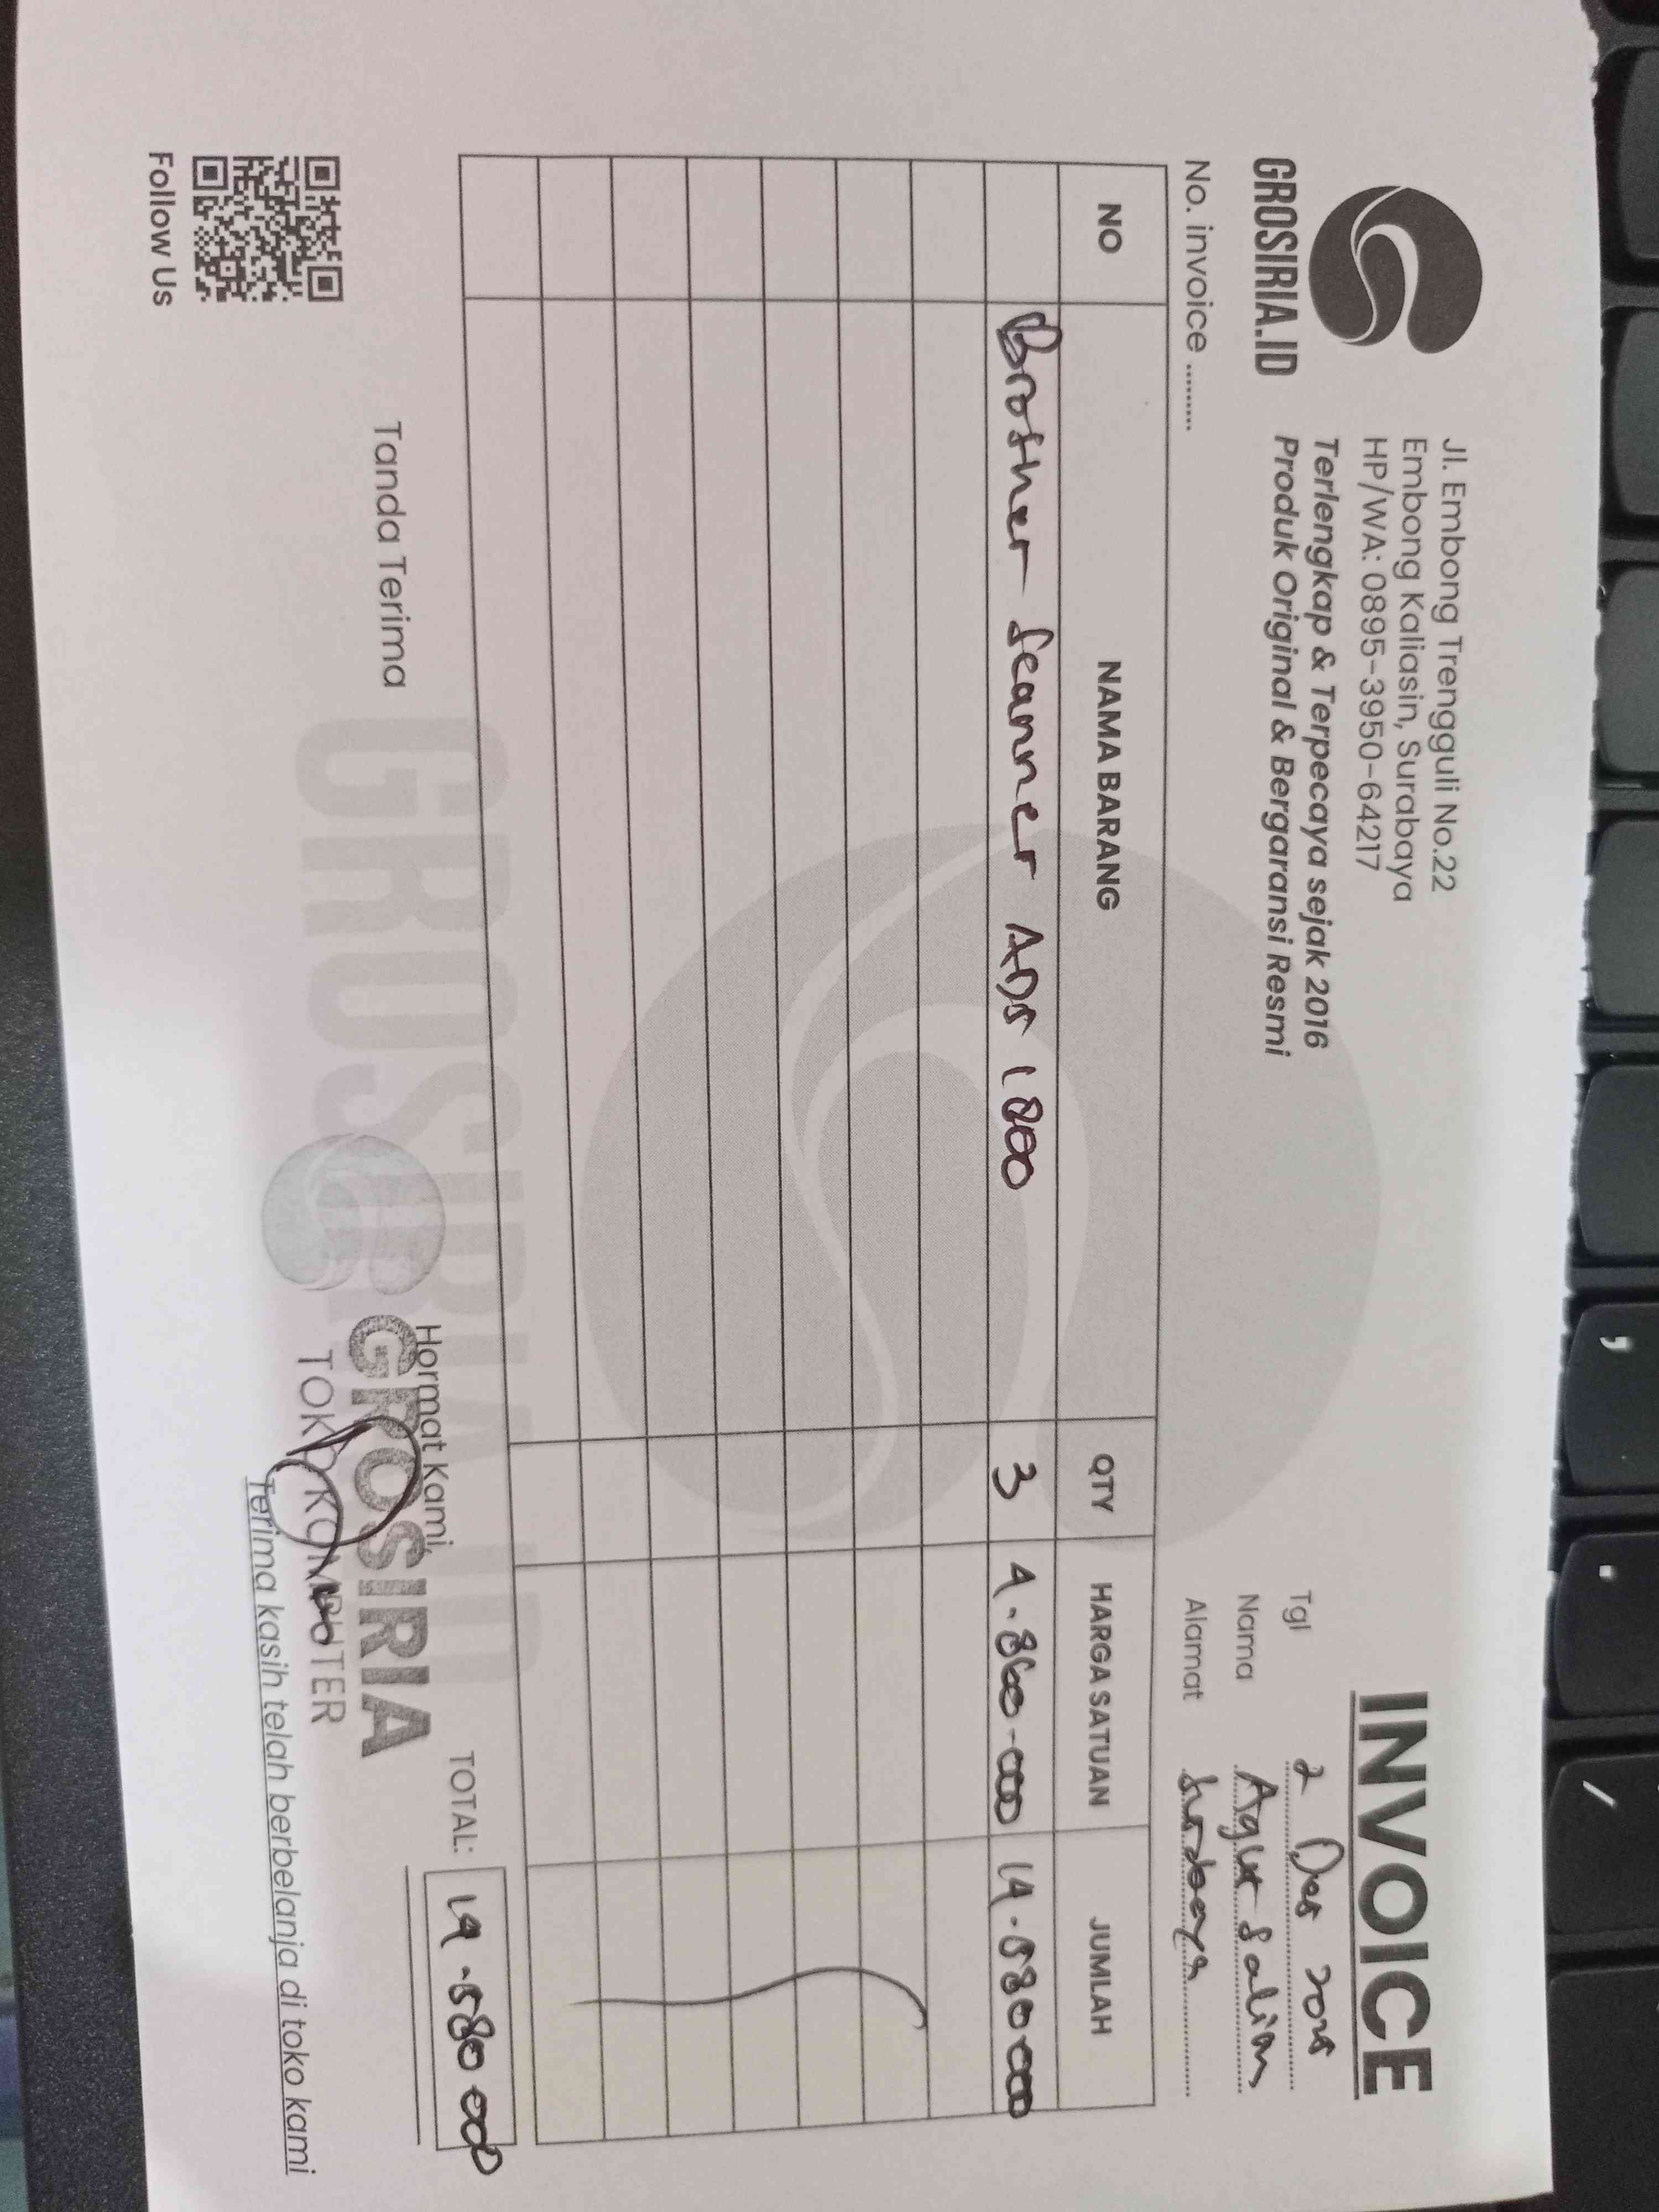 GROSIRIA.ID
Jl. Embong Trengguli No.22
Embong Kaliasin, Surabaya
HP/WA: 0895-3950-64217
Terlengkap & Terpecaya sejak 2016
Produk Original & Bergaransi Resmi
INVOICE
Tgl 2 Des 2025
Nama Agus Salim
Alamat Surabaya
No. invoice ........
NO NAMA BARANG QTY HARGA SATUAN JUMLAH
Brother Scanner ADS 1800 3 4.860.000 14.580.000
GROSIRIA.ID
TOTAL: 14.580.000
Tanda Terima
Hormat Kami,
GROSIRIA
TOKO KOMPUTER
Terima kasih telah berbelanja di toko kami
Follow Us
,
.
/